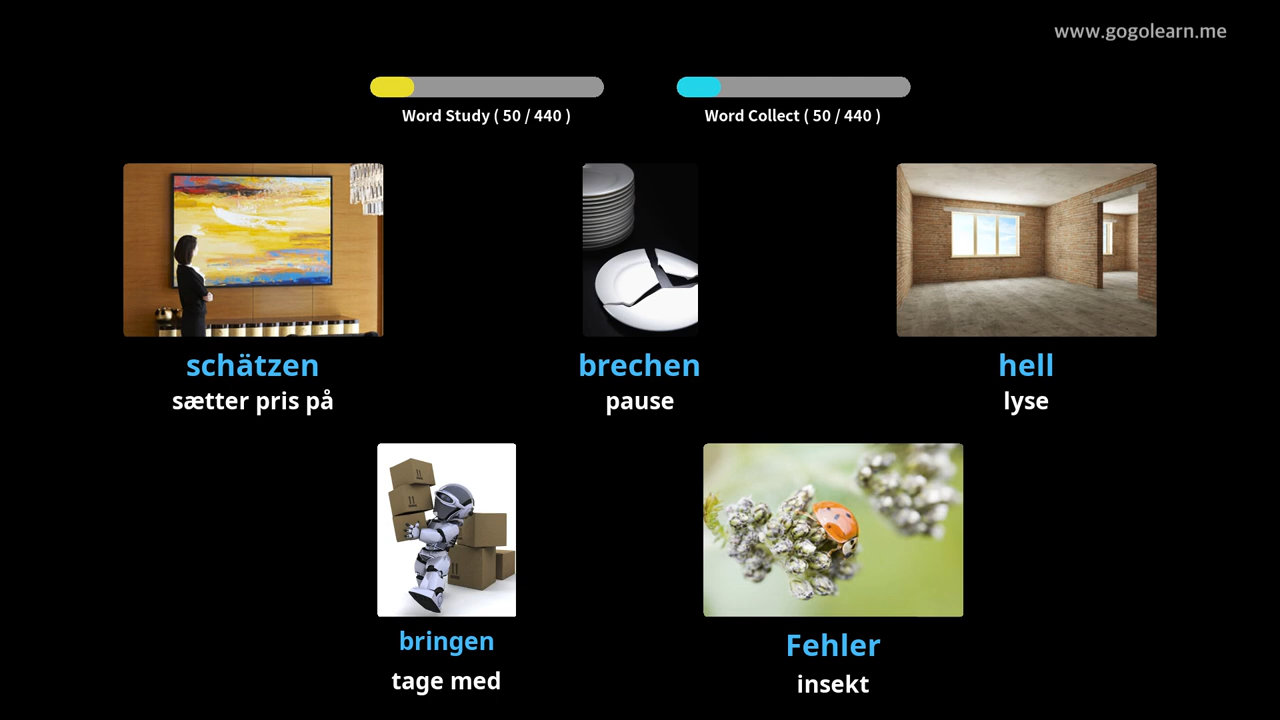 www.gogolearn.me
Word Study ( 50 / 440 )
Word Collect ( 50 / 440 )
schätzen
sætter pris på
brechen
pause
hell
lyse
bringen
tage med
Fehler
insekt